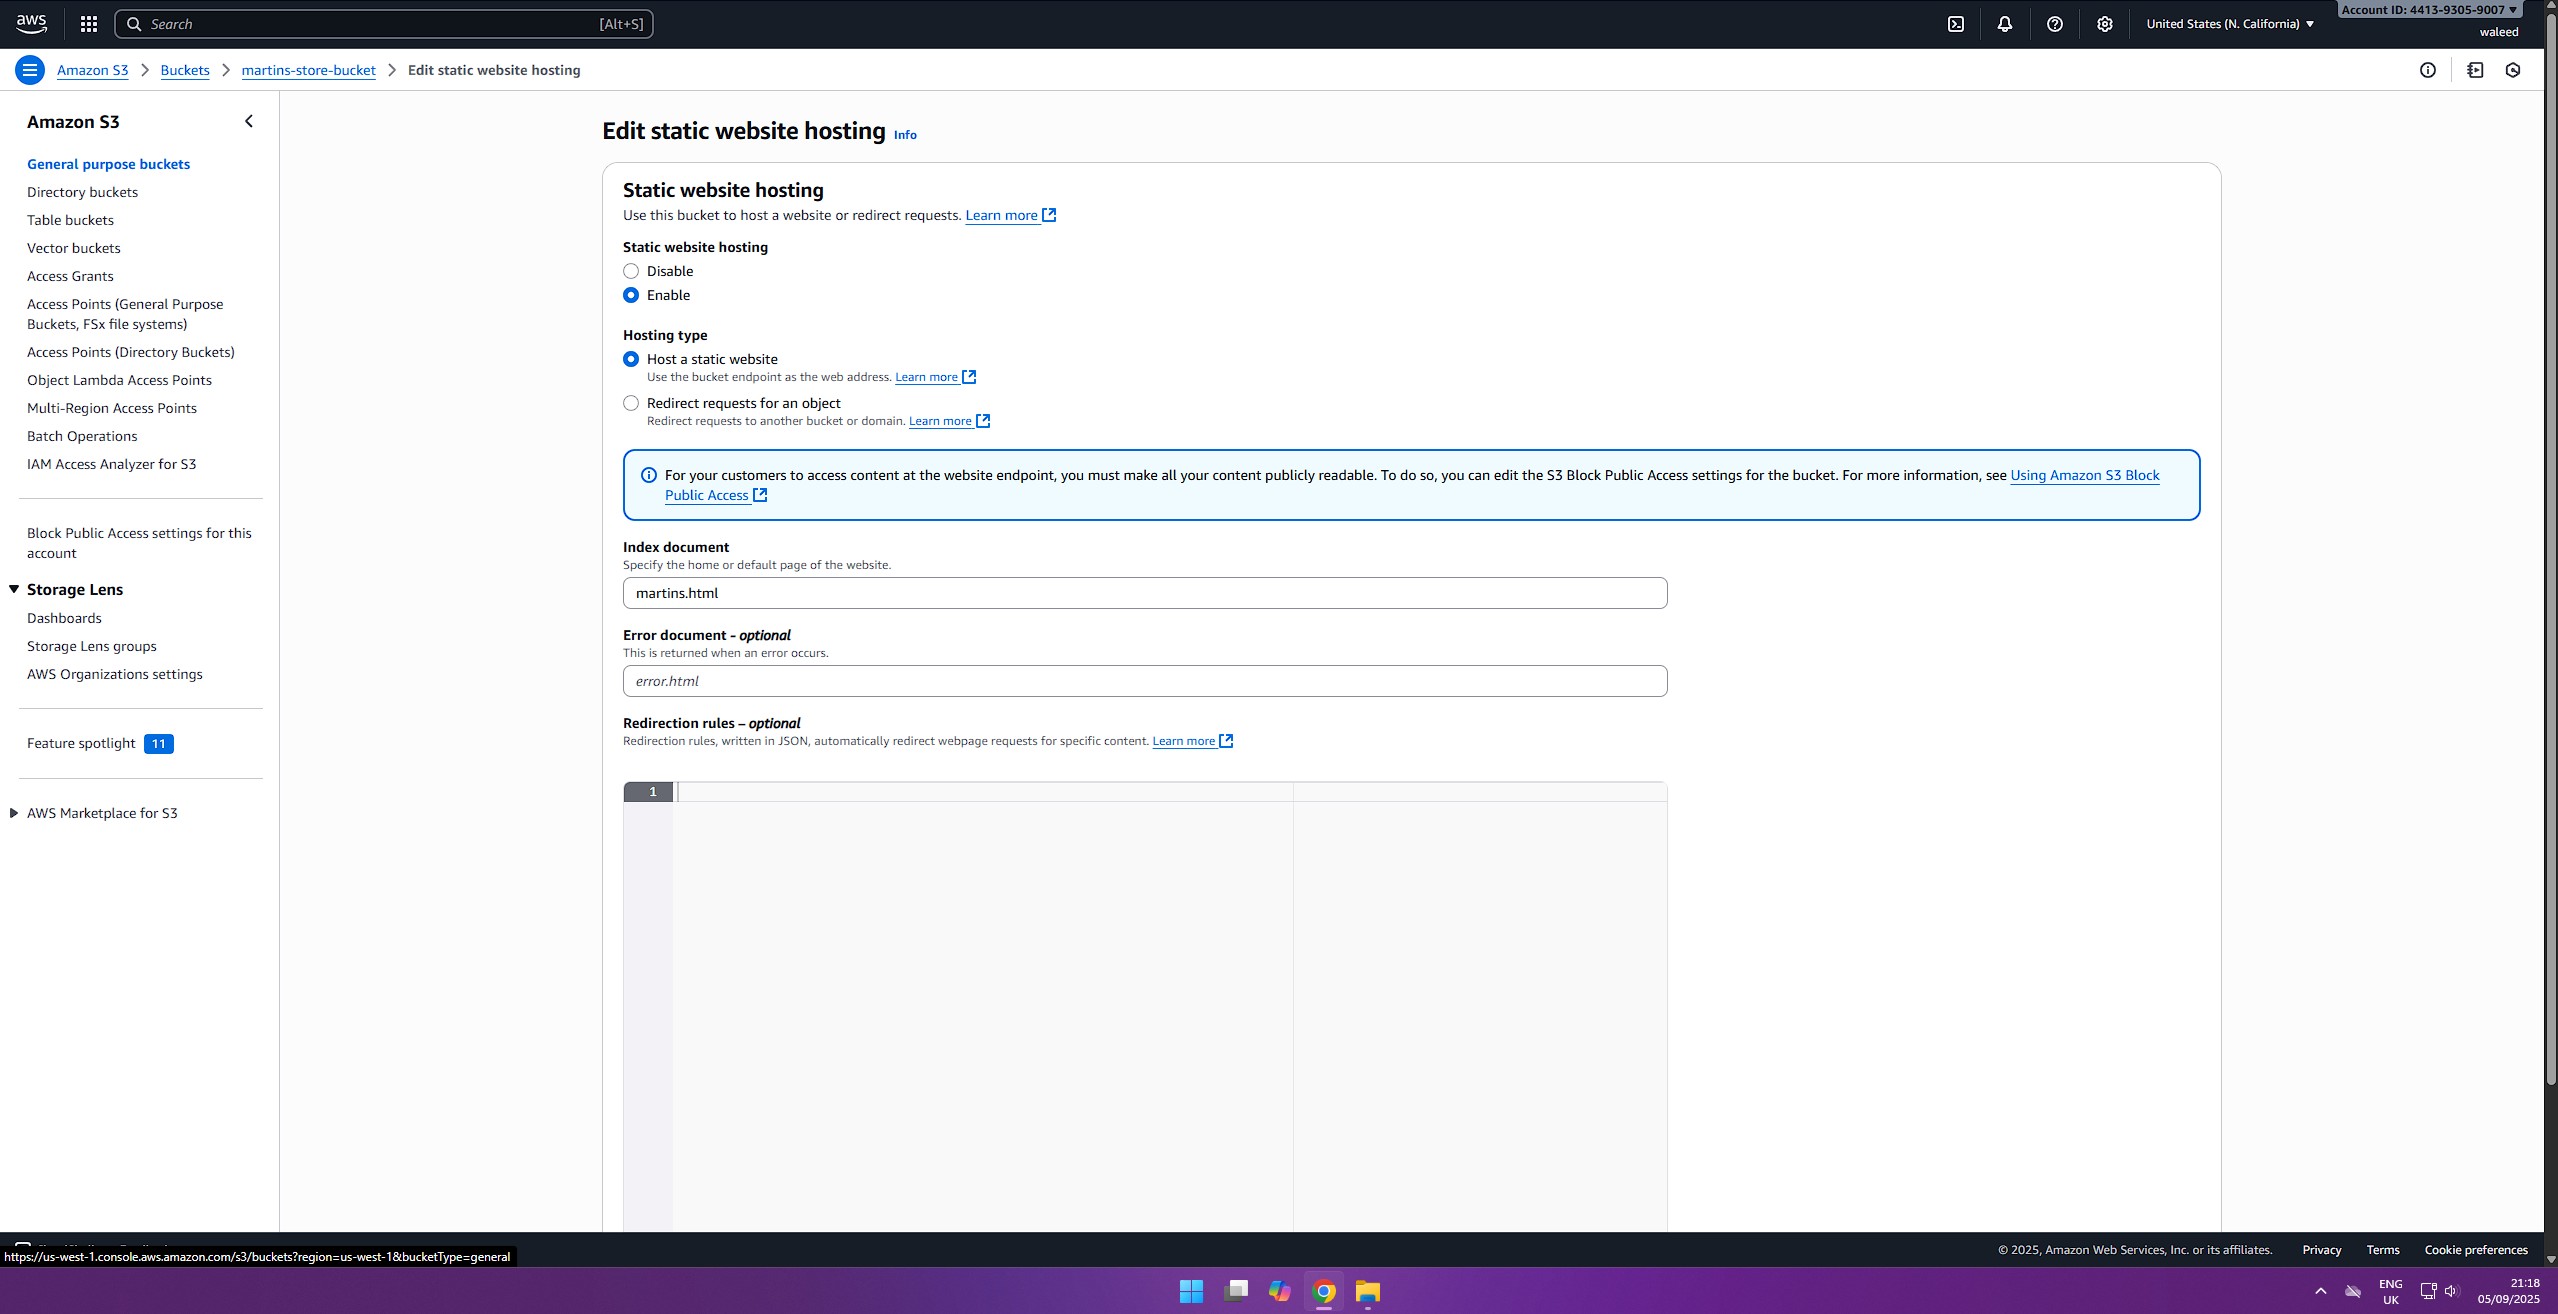 aws
Search [Alt+S]
United States (N. California)
Account ID: 4413-9305-9007
waleed
Amazon S3
Buckets
martins-store-bucket
Edit static website hosting
Amazon S3
General purpose buckets
Directory buckets
Table buckets
Vector buckets
Access Grants
Access Points (General Purpose
Buckets, FSx file systems)
Access Points (Directory Buckets)
Object Lambda Access Points
Multi-Region Access Points
Batch Operations
IAM Access Analyzer for S3
Block Public Access settings for this
account
Storage Lens
Dashboards
Storage Lens groups
AWS Organizations settings
Feature spotlight 11
AWS Marketplace for S3
Edit static website hosting Info
Static website hosting
Use this bucket to host a website or redirect requests. Learn more
Static website hosting
Disable
Enable
Hosting type
Host a static website
Use the bucket endpoint as the web address. Learn more
Redirect requests for an object
Redirect requests to another bucket or domain. Learn more
For your customers to access content at the website endpoint, you must make all your content publicly readable. To do so, you can edit the S3 Block Public Access settings for the bucket. For more information, see Using Amazon S3 Block
Public Access
Index document
Specify the home or default page of the website.
martins.html
Error document - optional
This is returned when an error occurs.
error.html
Redirection rules – optional
Redirection rules, written in JSON, automatically redirect webpage requests for specific content. Learn more
1
https://us-west-1.console.aws.amazon.com/s3/buckets?region=us-west-1&bucketType=general
© 2025, Amazon Web Services, Inc. or its affiliates.
Privacy
Terms
Cookie preferences
ENG
UK
21:18
05/09/2025